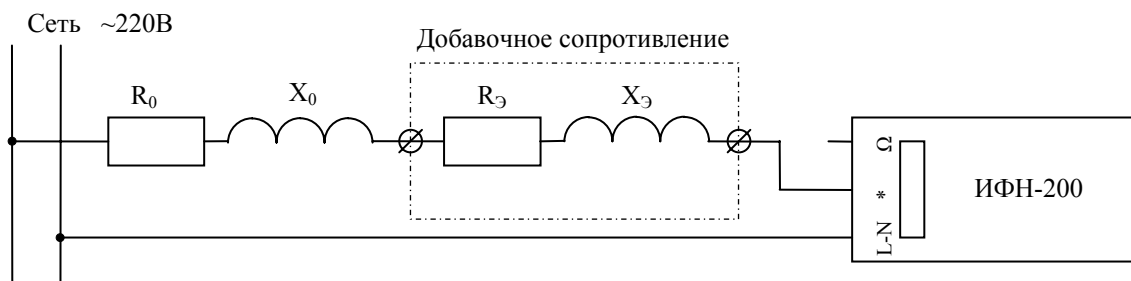 Сеть ~220В
Добавочное сопротивление
R₀
X₀
RЭ
XЭ
Ω
*
L-N
ИФН-200